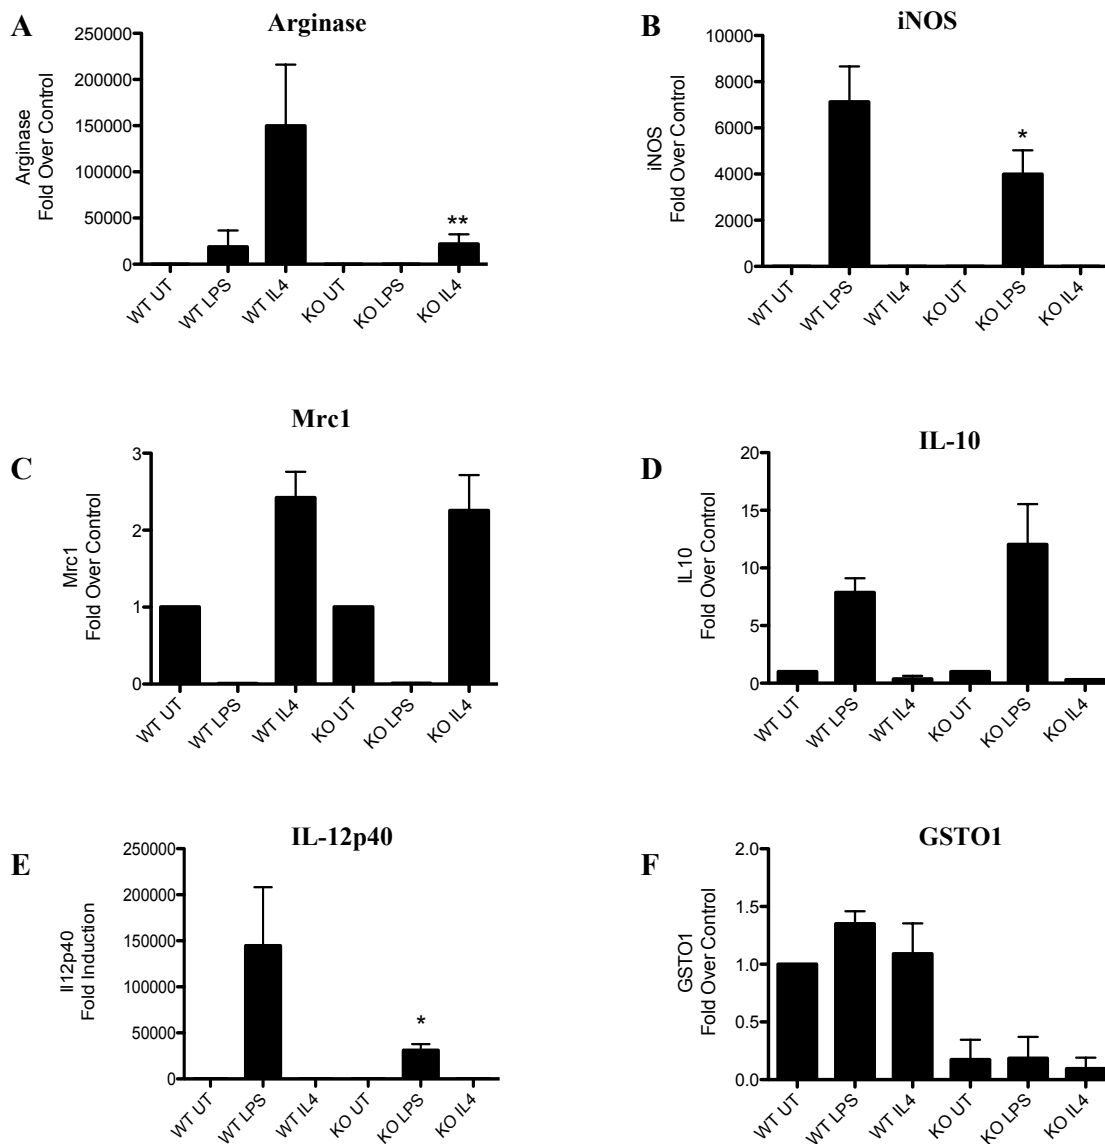 A
Arginase
Arginase
Fold Over Control
250000
200000
150000
100000
50000
0
**
WT UT
WT LPS
WT IL4
KO UT
KO LPS
KO IL4
B
iNOS
iNOS
Fold Over Control
10000
8000
6000
4000
2000
0
*
WT UT
WT LPS
WT IL4
KO UT
KO LPS
KO IL4
C
Mrc1
Mrc1
Fold Over Control
3
2
1
0
WT UT
WT LPS
WT IL4
KO UT
KO LPS
KO IL4
D
IL-10
IL10
Fold Over Control
20
15
10
5
0
WT UT
WT LPS
WT IL4
KO UT
KO LPS
KO IL4
E
IL-12p40
Il12p40
Fold Induction
250000
200000
150000
100000
50000
0
*
WT UT
WT LPS
WT IL4
KO UT
KO LPS
KO IL4
F
GSTO1
GSTO1
Fold Over Control
2.0
1.5
1.0
0.5
0.0
WT UT
WT LPS
WT IL4
KO UT
KO LPS
KO IL4